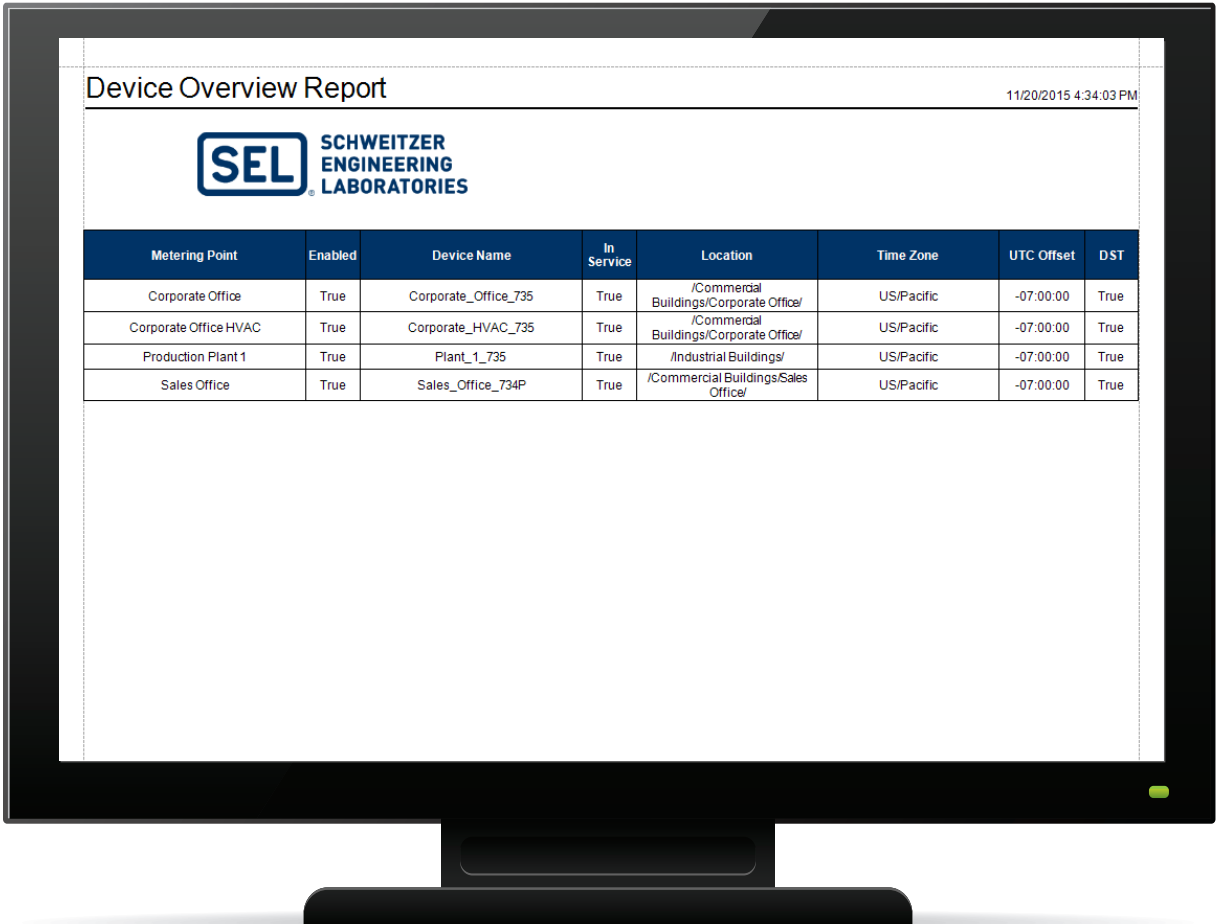 Device Overview Report
11/20/2015 4:34:03 PM
SEL®
SCHWEITZER
ENGINEERING
LABORATORIES
Metering Point Enabled Device Name In Service Location Time Zone UTC Offset DST
Corporate Office True Corporate_Office_735 True /Commercial Buildings/Corporate Office/ US/Pacific -07:00:00 True
Corporate Office HVAC True Corporate_HVAC_735 True /Commercial Buildings/Corporate Office/ US/Pacific -07:00:00 True
Production Plant 1 True Plant_1_735 True /Industrial Buildings/ US/Pacific -07:00:00 True
Sales Office True Sales_Office_734P True /Commercial Buildings/Sales Office/ US/Pacific -07:00:00 True